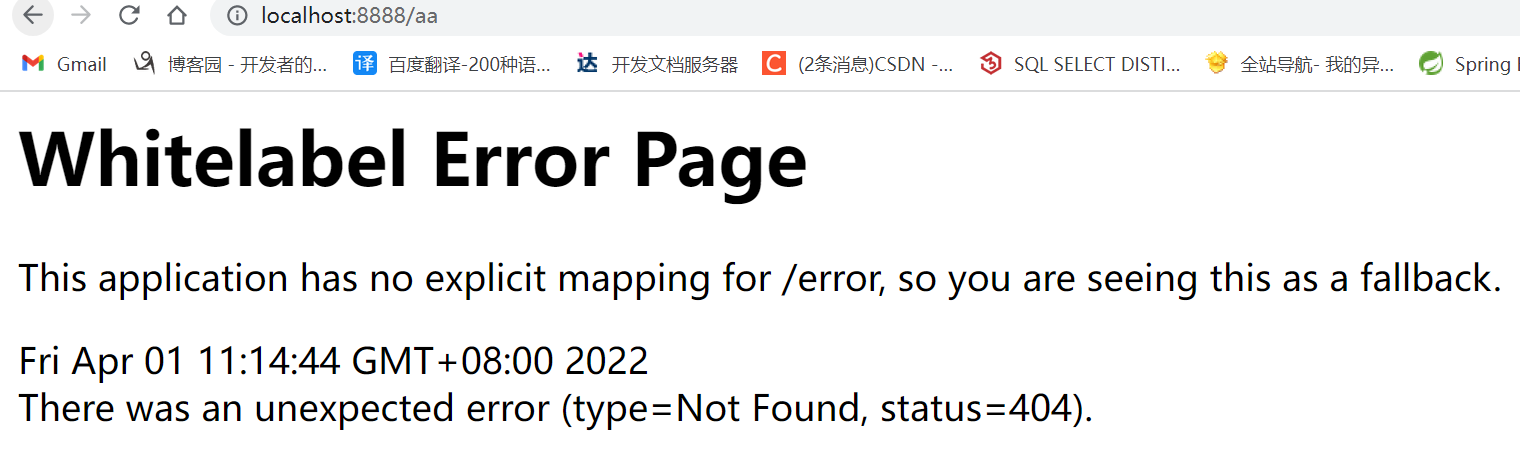 localhost:8888/aa
Gmail 博客园 - 开发者的... 译 百度翻译-200种语... 达 开发文档服务器 C (2条消息)CSDN -... SQL SELECT DISTI... 全站导航- 我的异... Spring
Whitelabel Error Page
This application has no explicit mapping for /error, so you are seeing this as a fallback.
Fri Apr 01 11:14:44 GMT+08:00 2022
There was an unexpected error (type=Not Found, status=404).